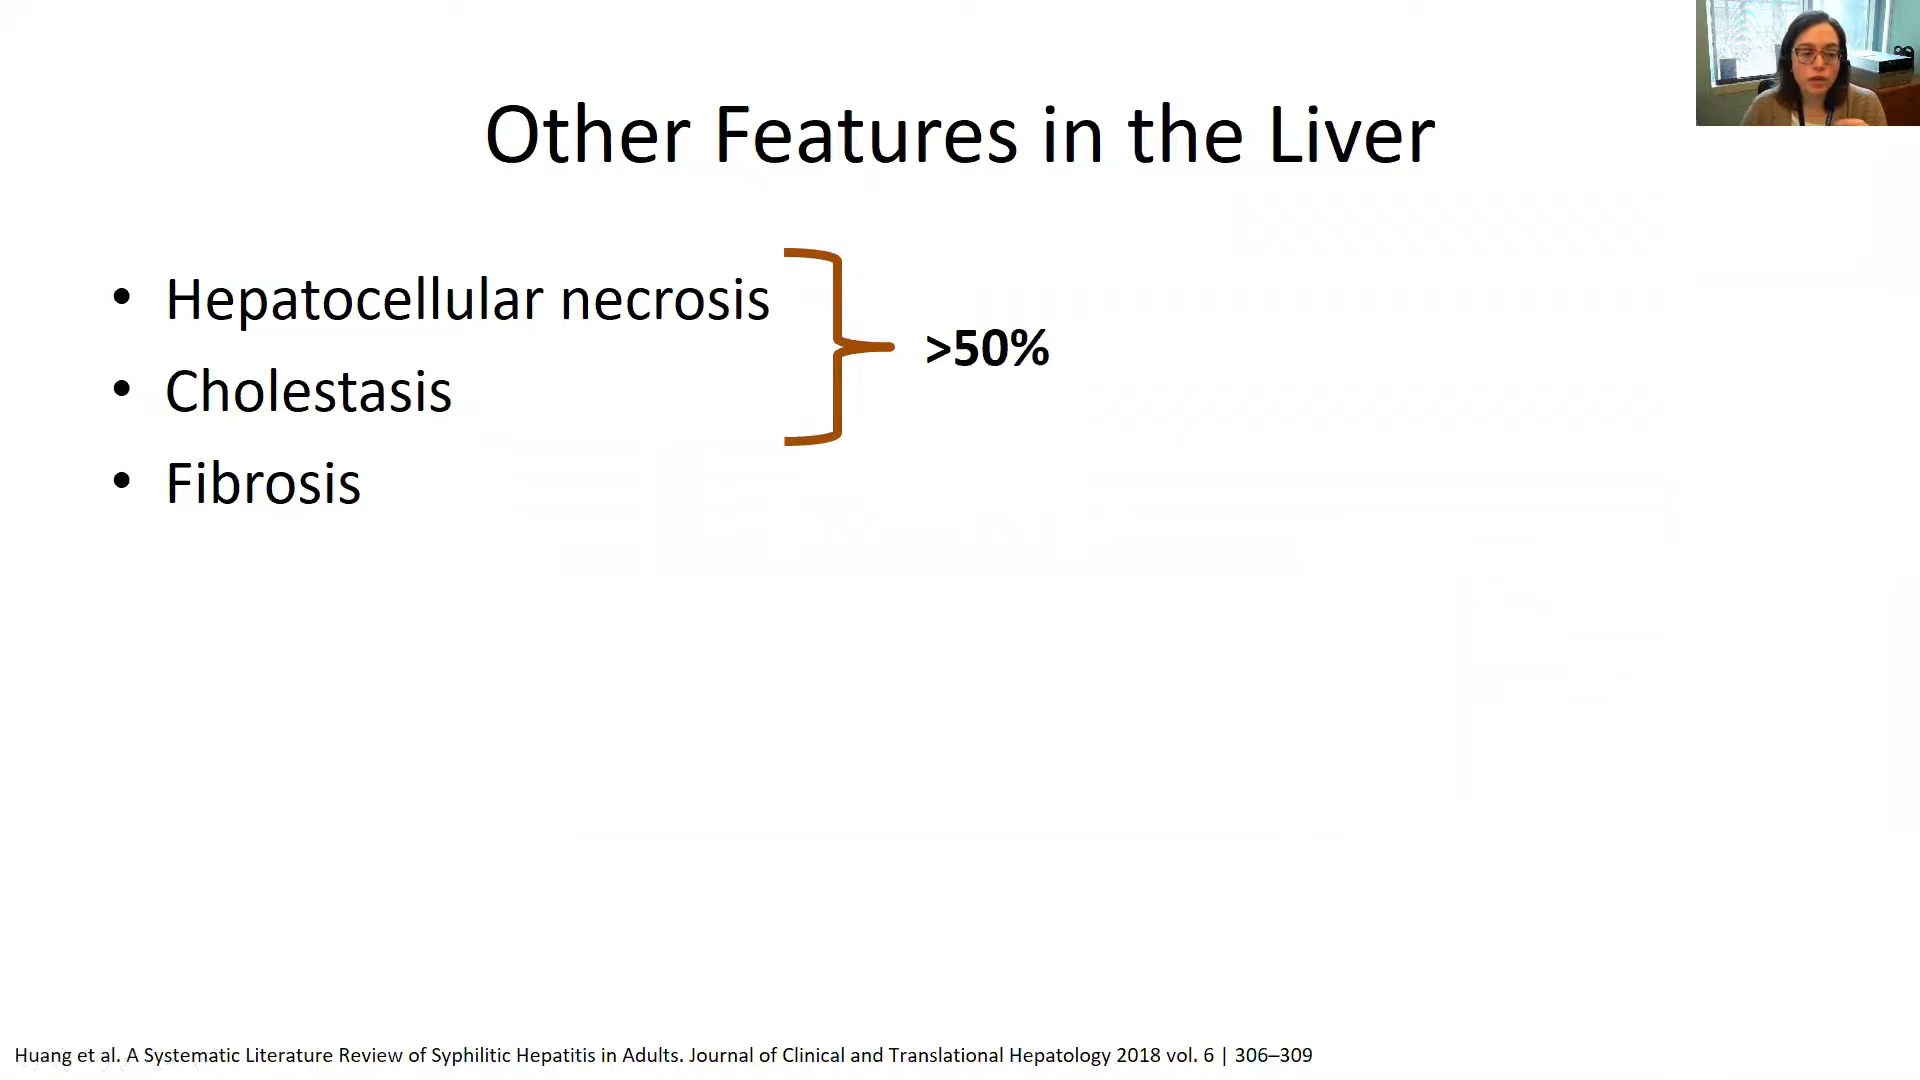 Other Features in the Liver
• Hepatocellular necrosis
• Cholestasis
>50%
• Fibrosis
Huang et al. A Systematic Literature Review of Syphilitic Hepatitis in Adults. Journal of Clinical and Translational Hepatology 2018 vol. 6 | 306–309